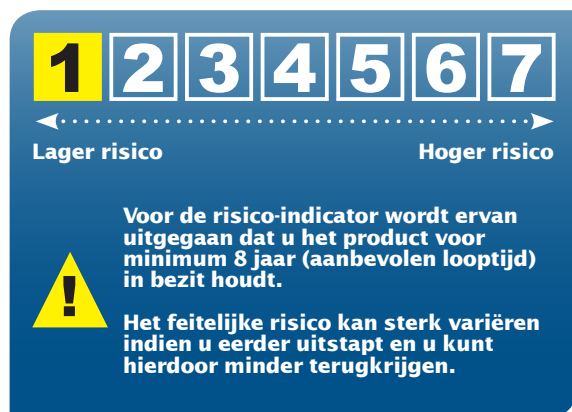 1 2 3 4 5 6 7
Lager risico Hoger risico
Voor de risico-indicator wordt ervan
uitgegaan dat u het product voor
minimum 8 jaar (aanbevolen looptijd)
in bezit houdt.
!
Het feitelijke risico kan sterk variëren
indien u eerder uitstapt en u kunt
hierdoor minder terugkrijgen.